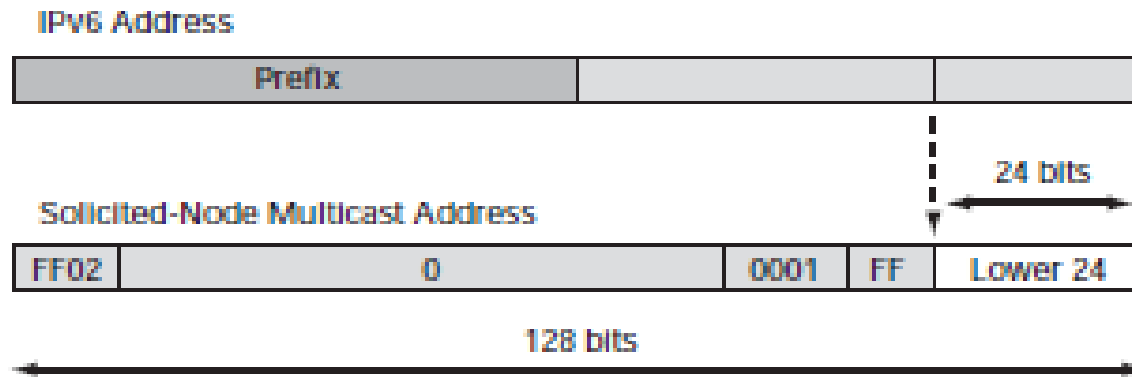 IPv6 Address
Prefix
24 bits
Solicited-Node Multicast Address
FF02 0 0001 FF Lower 24
128 bits